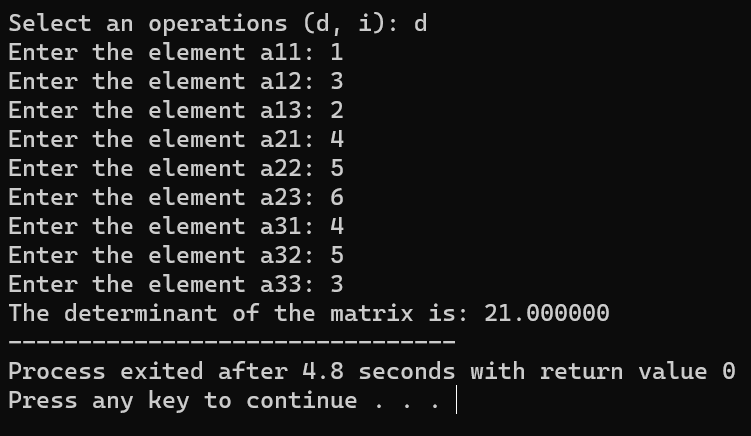 Select an operations (d, i): d
Enter the element a11: 1
Enter the element a12: 3
Enter the element a13: 2
Enter the element a21: 4
Enter the element a22: 5
Enter the element a23: 6
Enter the element a31: 4
Enter the element a32: 5
Enter the element a33: 3
The determinant of the matrix is: 21.000000
--------------------------------
Process exited after 4.8 seconds with return value 0
Press any key to continue . . .